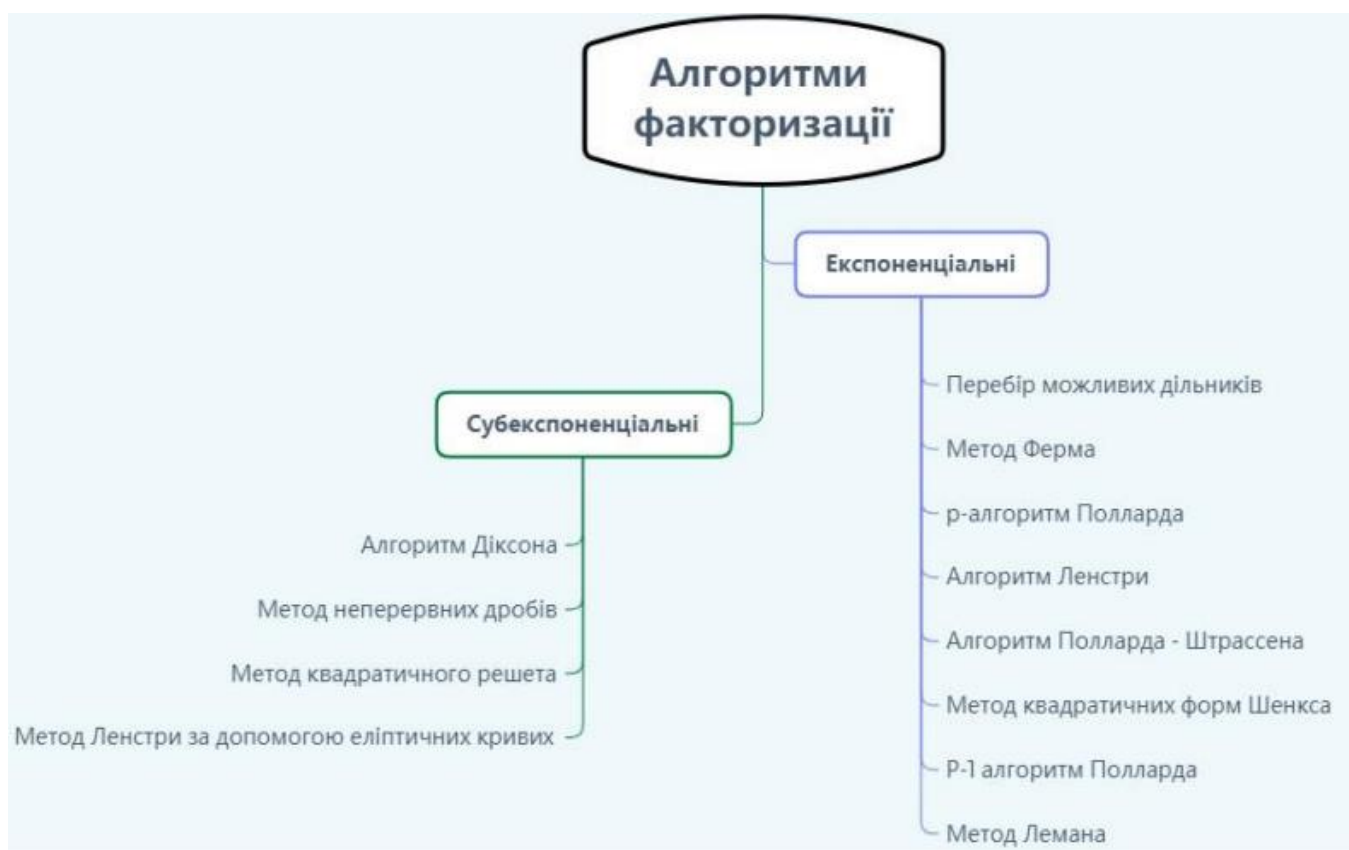 Алгоритми
факторизації
Експоненціальні
Перебір можливих дільників
Метод Ферма
р-алгоритм Полларда
Алгоритм Ленстри
Алгоритм Полларда - Штрассена
Метод квадратичних форм Шенкса
Р-1 алгоритм Полларда
Метод Лемана
Субекспоненціальні
Алгоритм Діксона
Метод неперервних дробів
Метод квадратичного решета
Метод Ленстри за допомогою еліптичних кривих